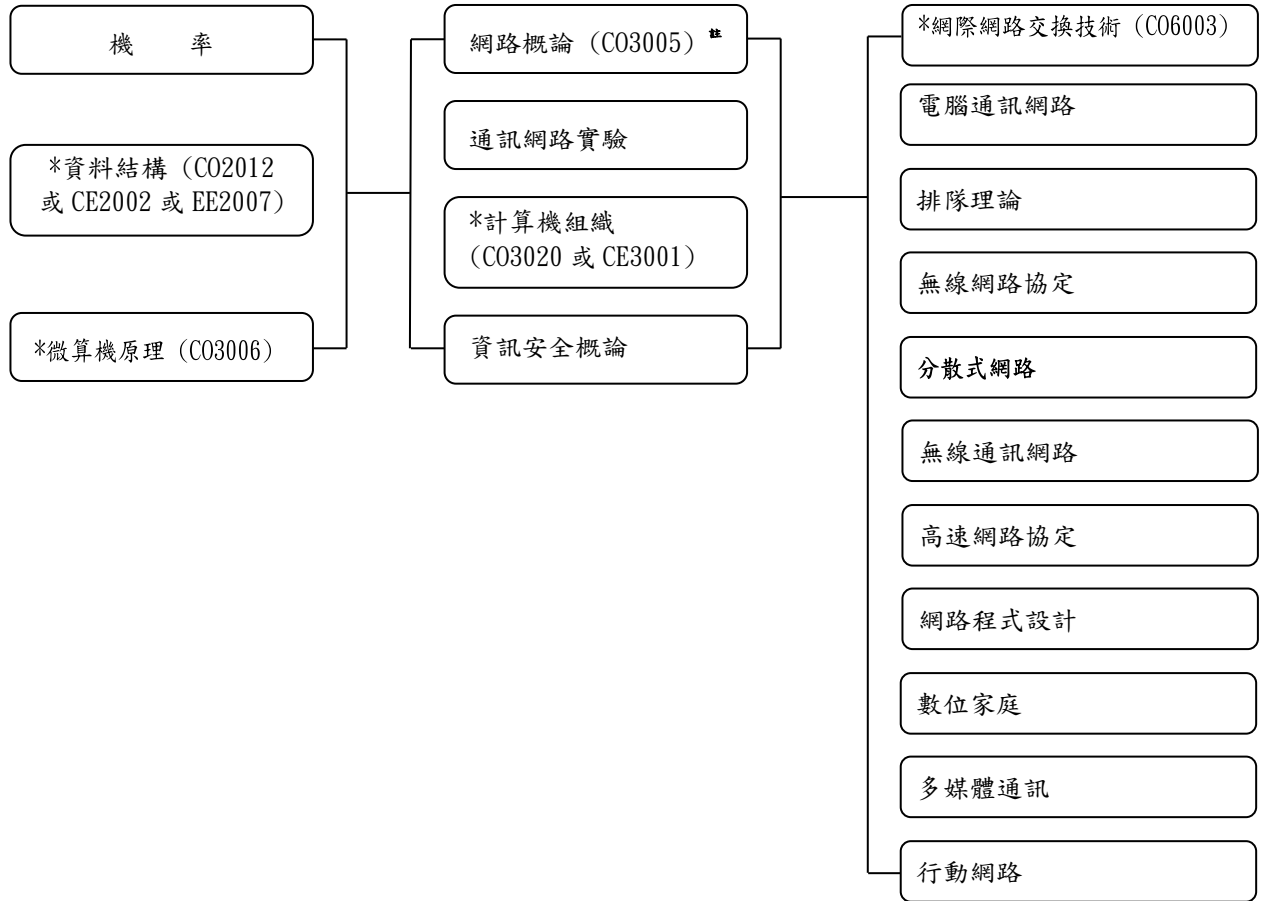 機 率
*資料結構（CO2012
或 CE2002 或 EE2007）
*微算機原理（CO3006）
網路概論（CO3005）註
通訊網路實驗
*計算機組織
（CO3020 或 CE3001）
資訊安全概論
*網際網路交換技術（CO6003）
電腦通訊網路
排隊理論
無線網路協定
分散式網路
無線通訊網路
高速網路協定
網路程式設計
數位家庭
多媒體通訊
行動網路